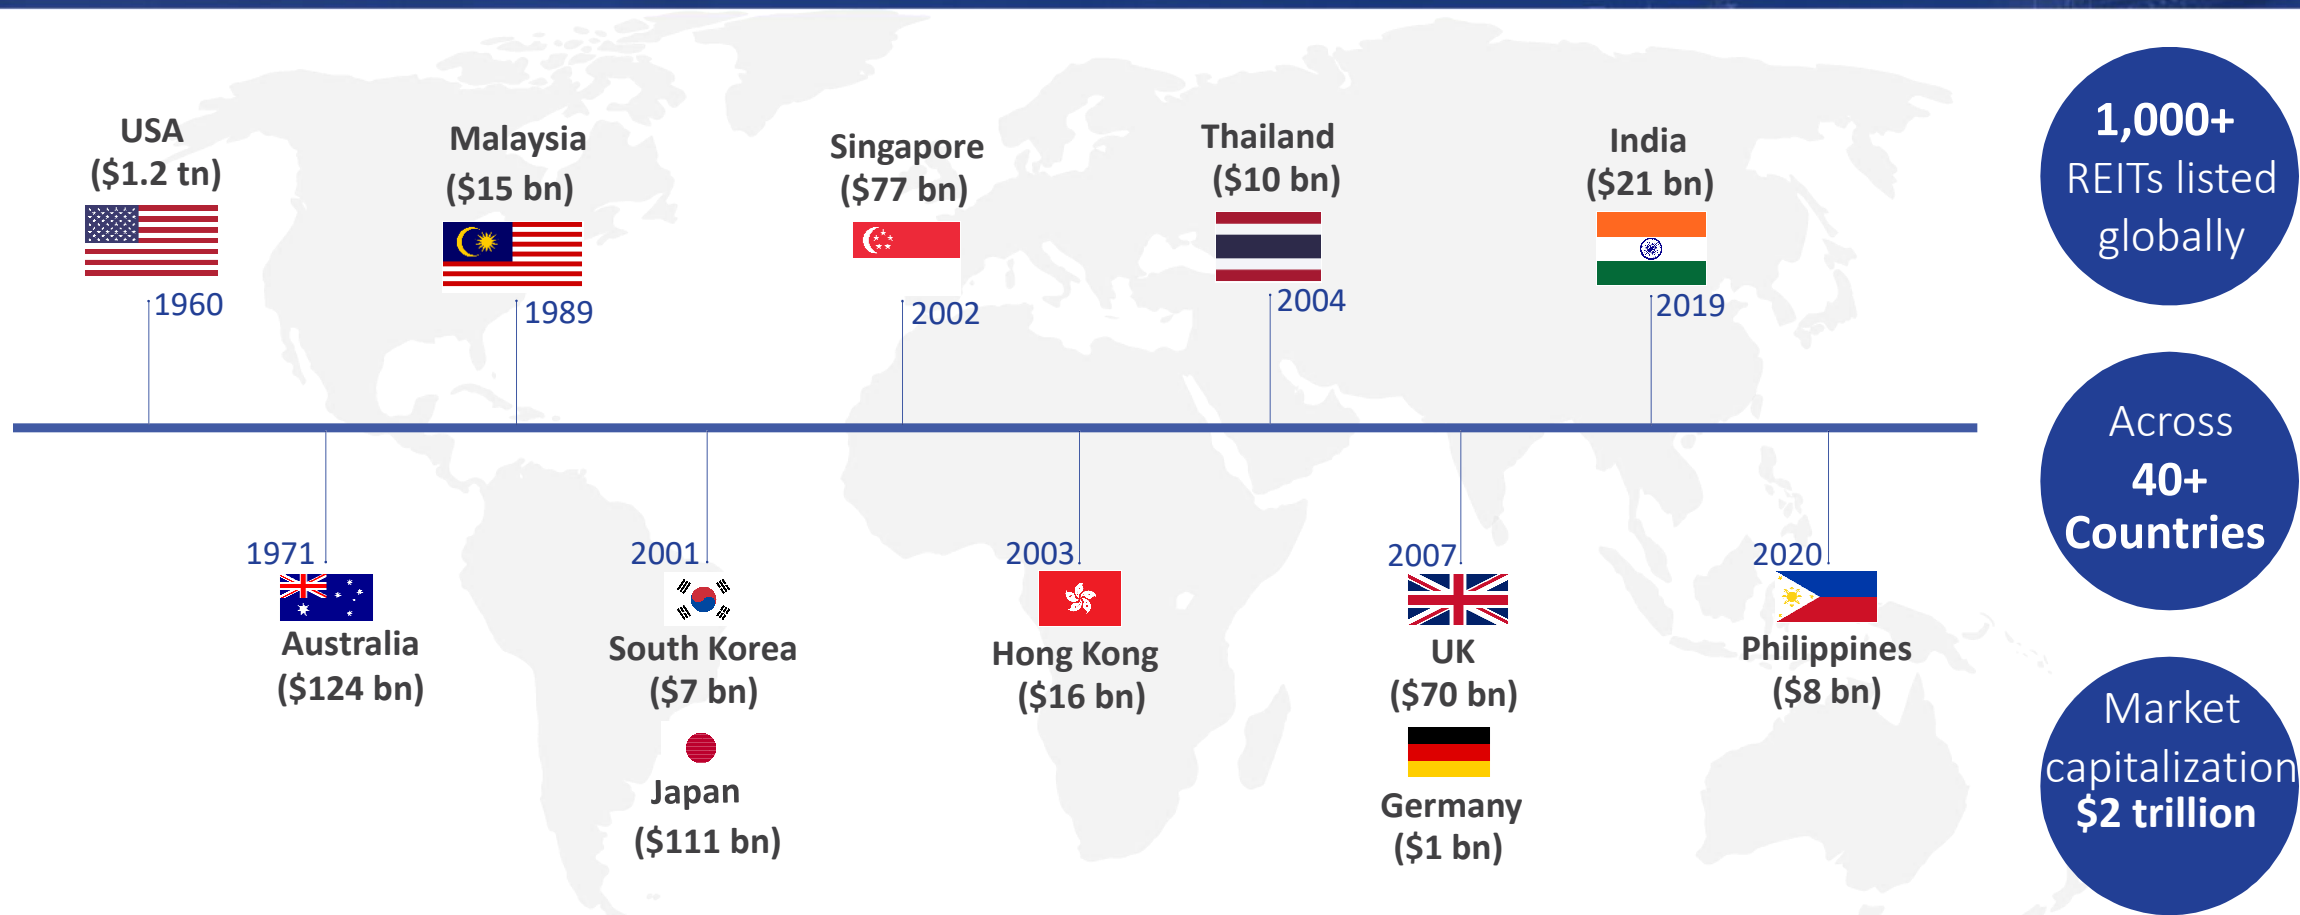 USA
($1.2 tn)
1960
Malaysia
($15 bn)
1989
Singapore
($77 bn)
2002
Thailand
($10 bn)
2004
India
($21 bn)
2019
1971
Australia
($124 bn)
2001
South Korea
($7 bn)
Japan
($111 bn)
2003
Hong Kong
($16 bn)
2007
UK
($70 bn)
Germany
($1 bn)
2020
Philippines
($8 bn)
1,000+
REITs listed
globally
Across
40+
Countries
Market
capitalization
$2 trillion